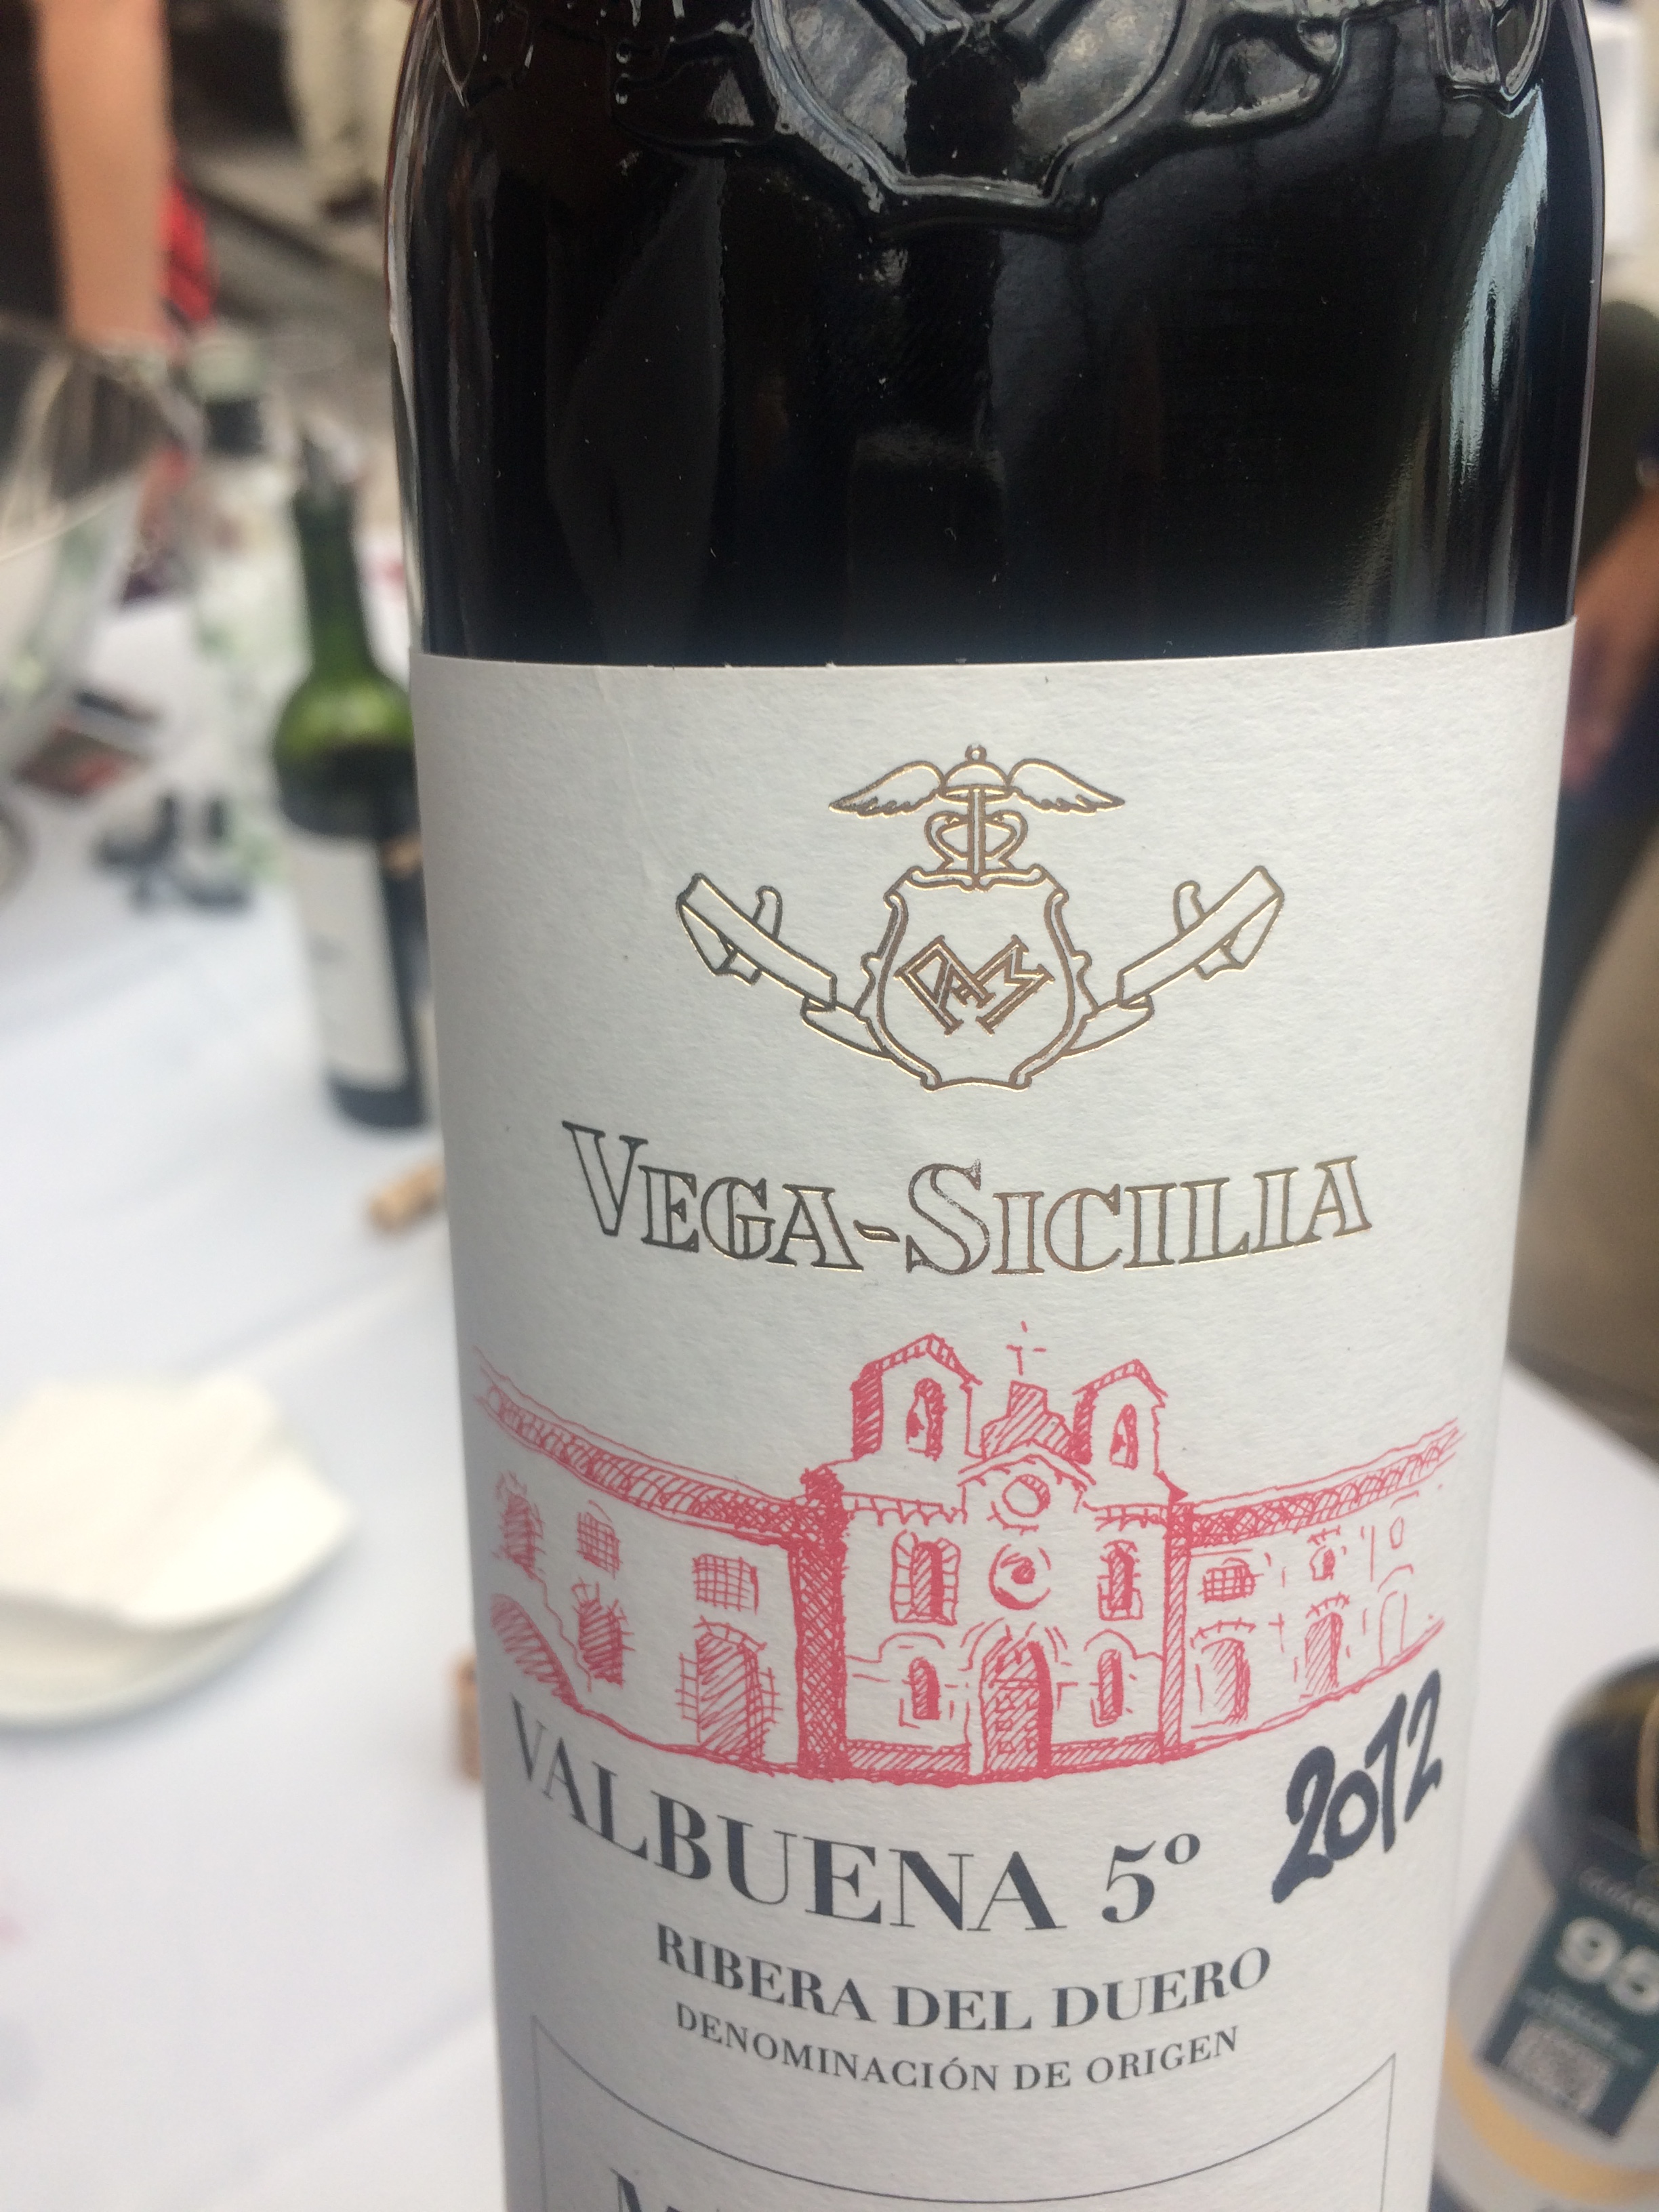 VEGA-SICILIA
VALBUENA 5º
2012
RIBERA DEL DUERO
DENOMINACIÓN DE ORIGEN